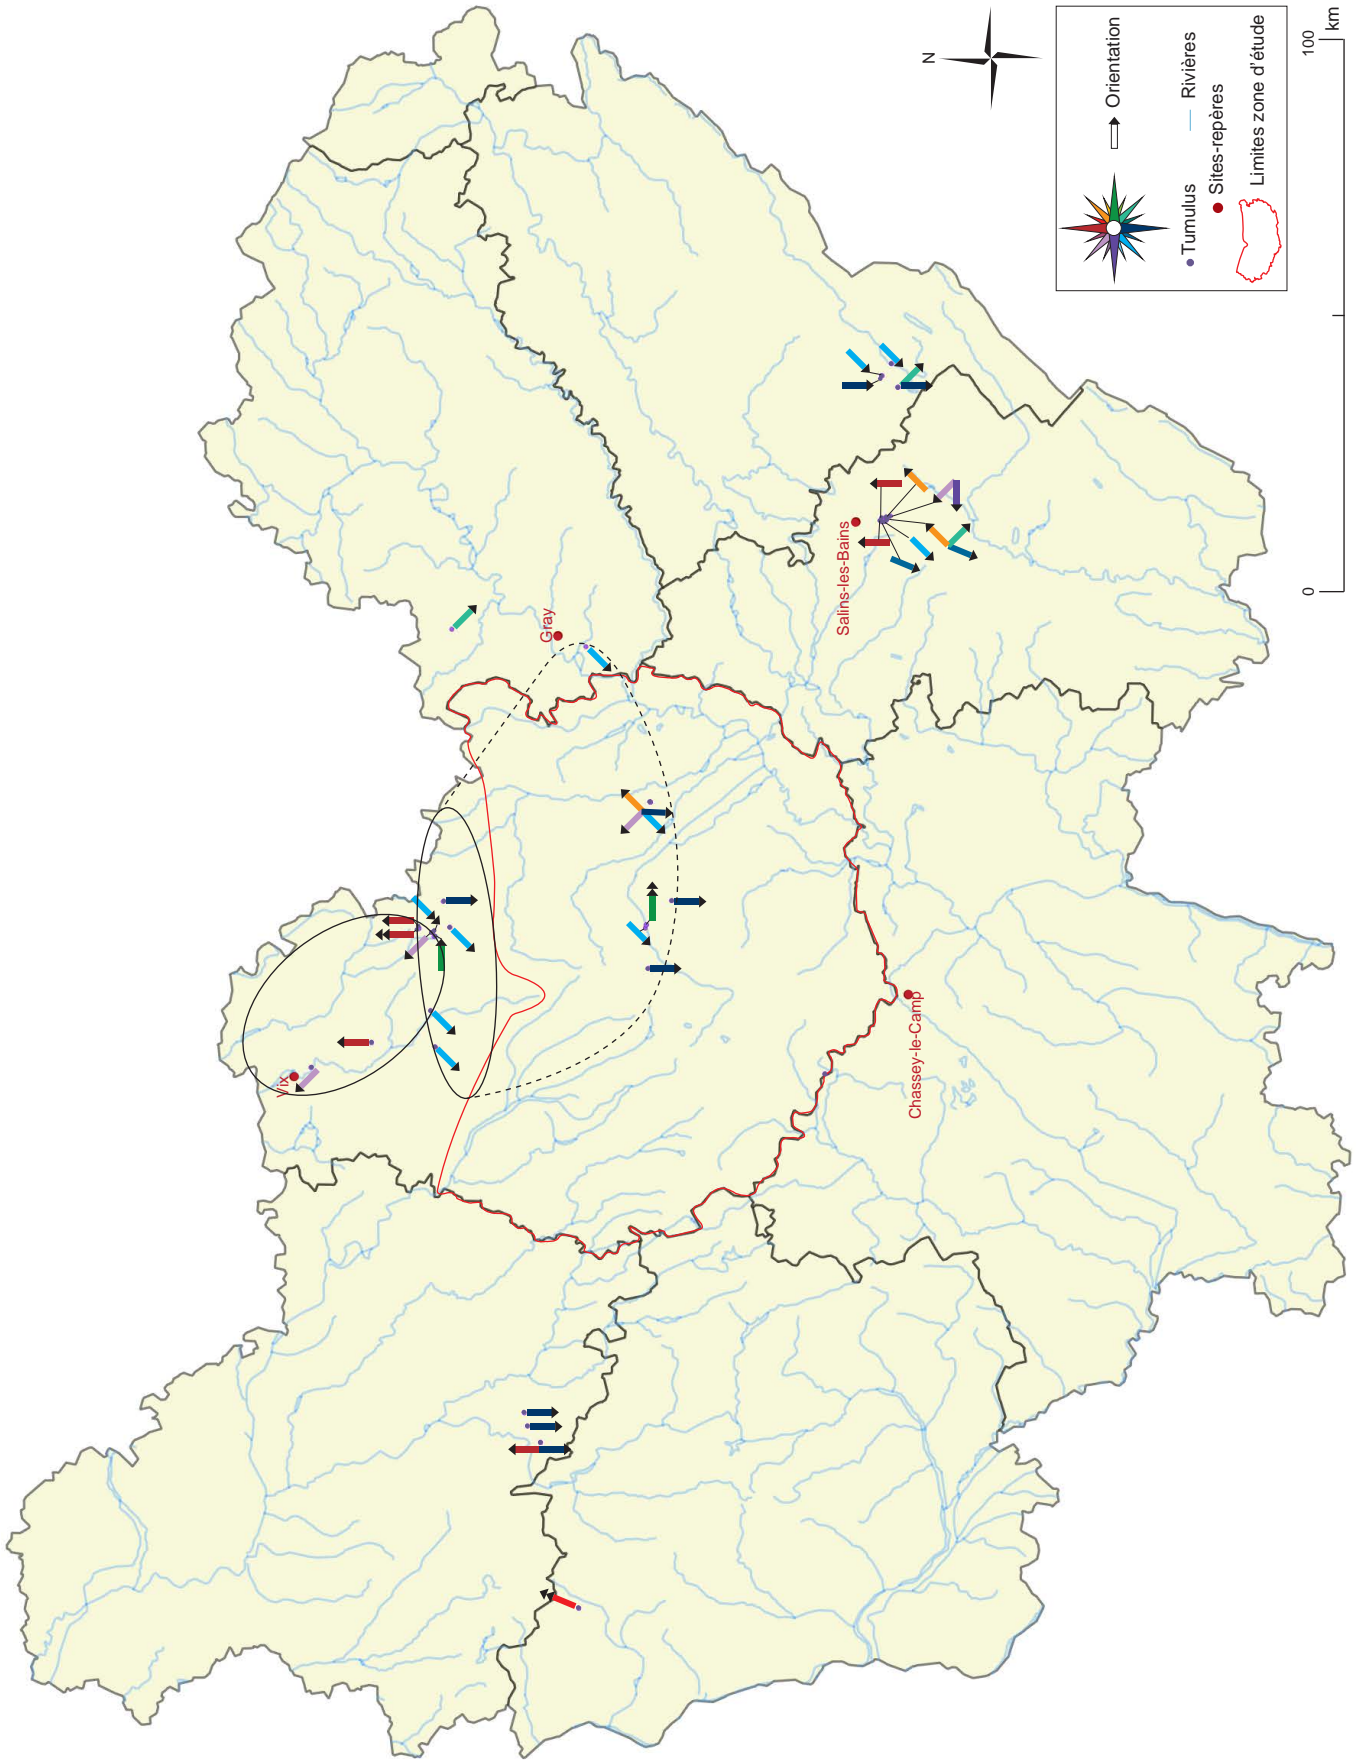 Vix
Gray
Salins-les-Bains
Chassey-le-Camp
N
Orientation
Tumulus
Rivières
Sites-repères
Limites zone d'étude
0
100
km